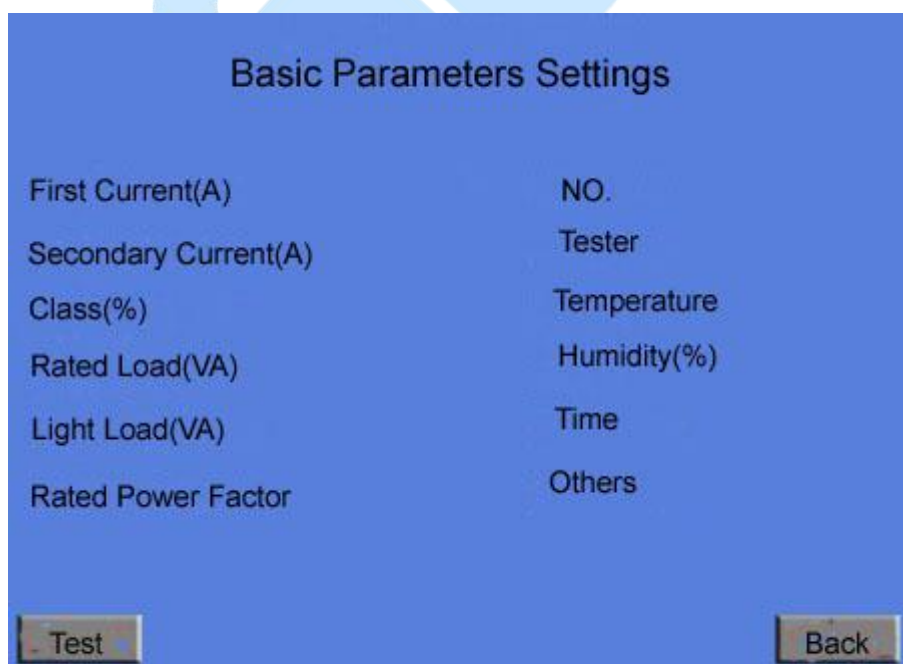 Basic Parameters Settings
First Current(A)
NO.
Secondary Current(A)
Tester
Class(%)
Temperature
Rated Load(VA)
Humidity(%)
Light Load(VA)
Time
Rated Power Factor
Others
Test
Back